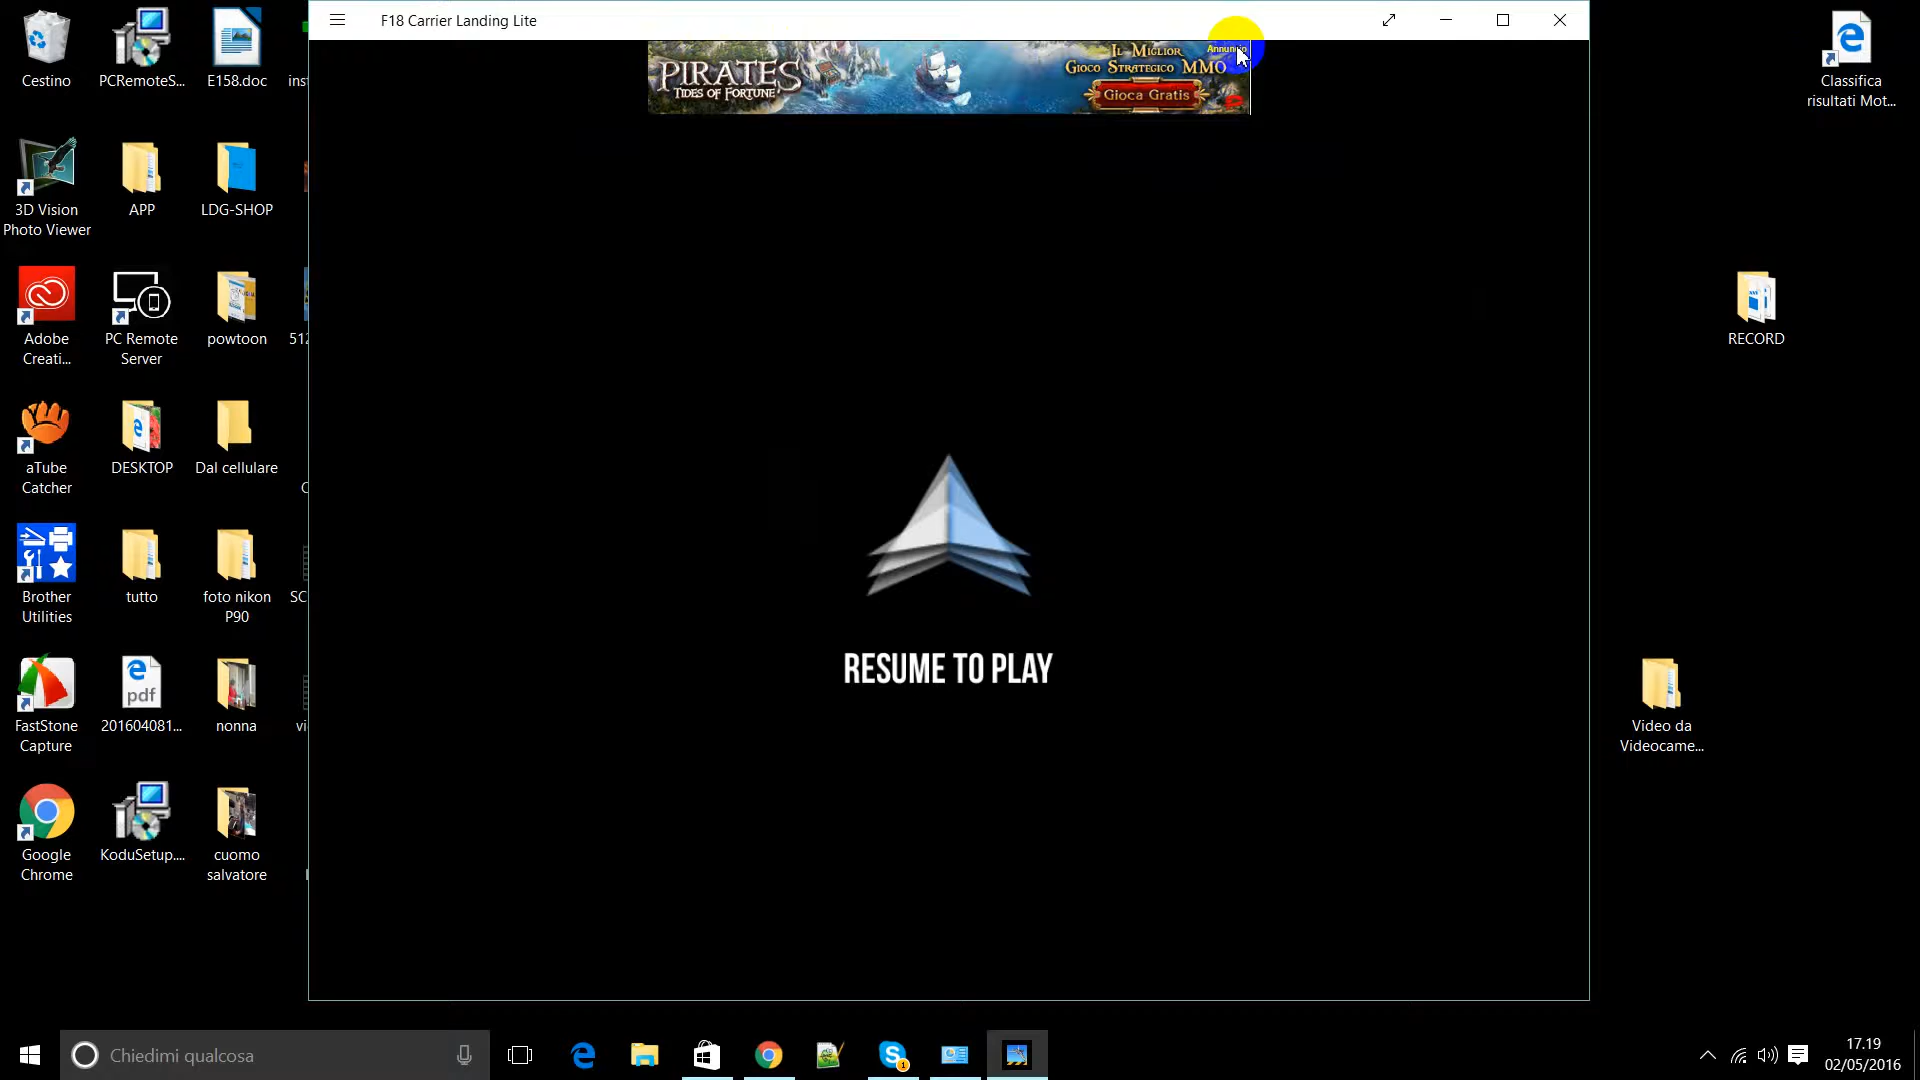 F18 Carrier Landing Lite
PIRATES
TIDES OF FORTUNE
Il Miglior
Gioco Strategico MMO
Gioca Gratis
Annuncio
RESUME TO PLAY
Cestino
PCRemoteS...
E158.doc
3D Vision
Photo Viewer
APP
LDG-SHOP
Adobe
Creati...
PC Remote
Server
powtoon
aTube
Catcher
DESKTOP
Dal cellulare
Brother
Utilities
tutto
foto nikon
P90
FastStone
Capture
pdf
201604081...
nonna
Google
Chrome
KoduSetup....
cuomo
salvatore
Classifica
risultati Mot...
RECORD
Video da
Videocame...
Chiedimi qualcosa
1
17.19
02/05/2016